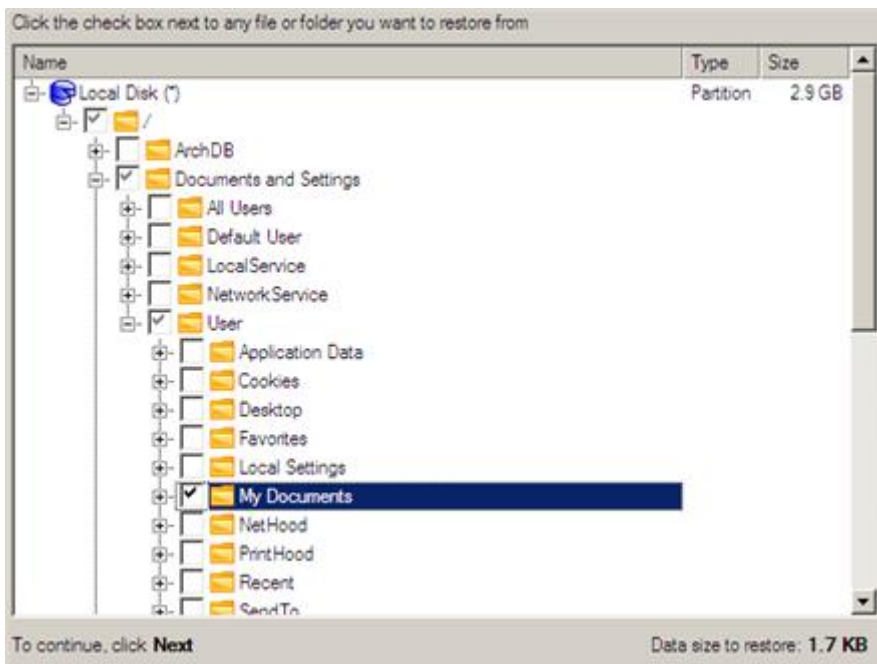 Click the check box next to any file or folder you want to restore from
Name Type Size
Local Disk (*) Partition 2.9 GB
/
ArchDB
Documents and Settings
All Users
Default User
LocalService
NetworkService
User
Application Data
Cookies
Desktop
Favorites
Local Settings
My Documents
NetHood
PrintHood
Recent
SendTo
To continue, click Next Data size to restore: 1.7 KB